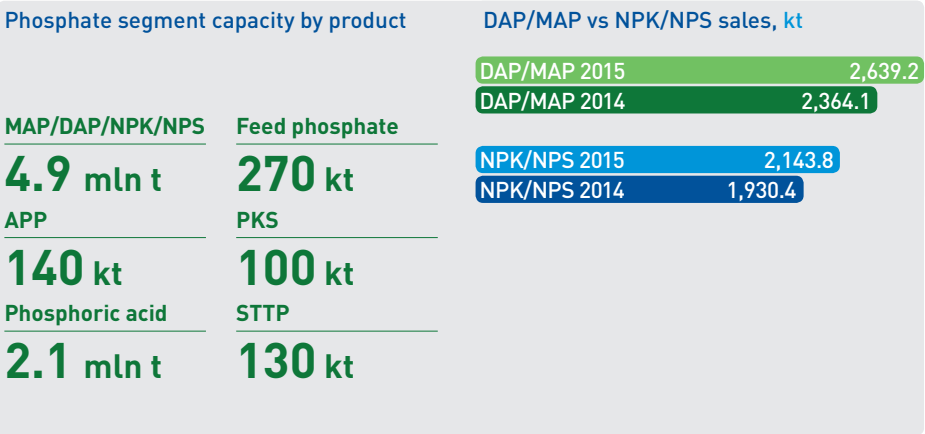 Phosphate segment capacity by product
MAP/DAP/NPK/NPS
4.9 mln t
Feed phosphate
270 kt
APP
140 kt
PKS
100 kt
Phosphoric acid
2.1 mln t
STTP
130 kt
DAP/MAP vs NPK/NPS sales, kt
DAP/MAP 2015 2,639.2
DAP/MAP 2014 2,364.1
NPK/NPS 2015 2,143.8
NPK/NPS 2014 1,930.4